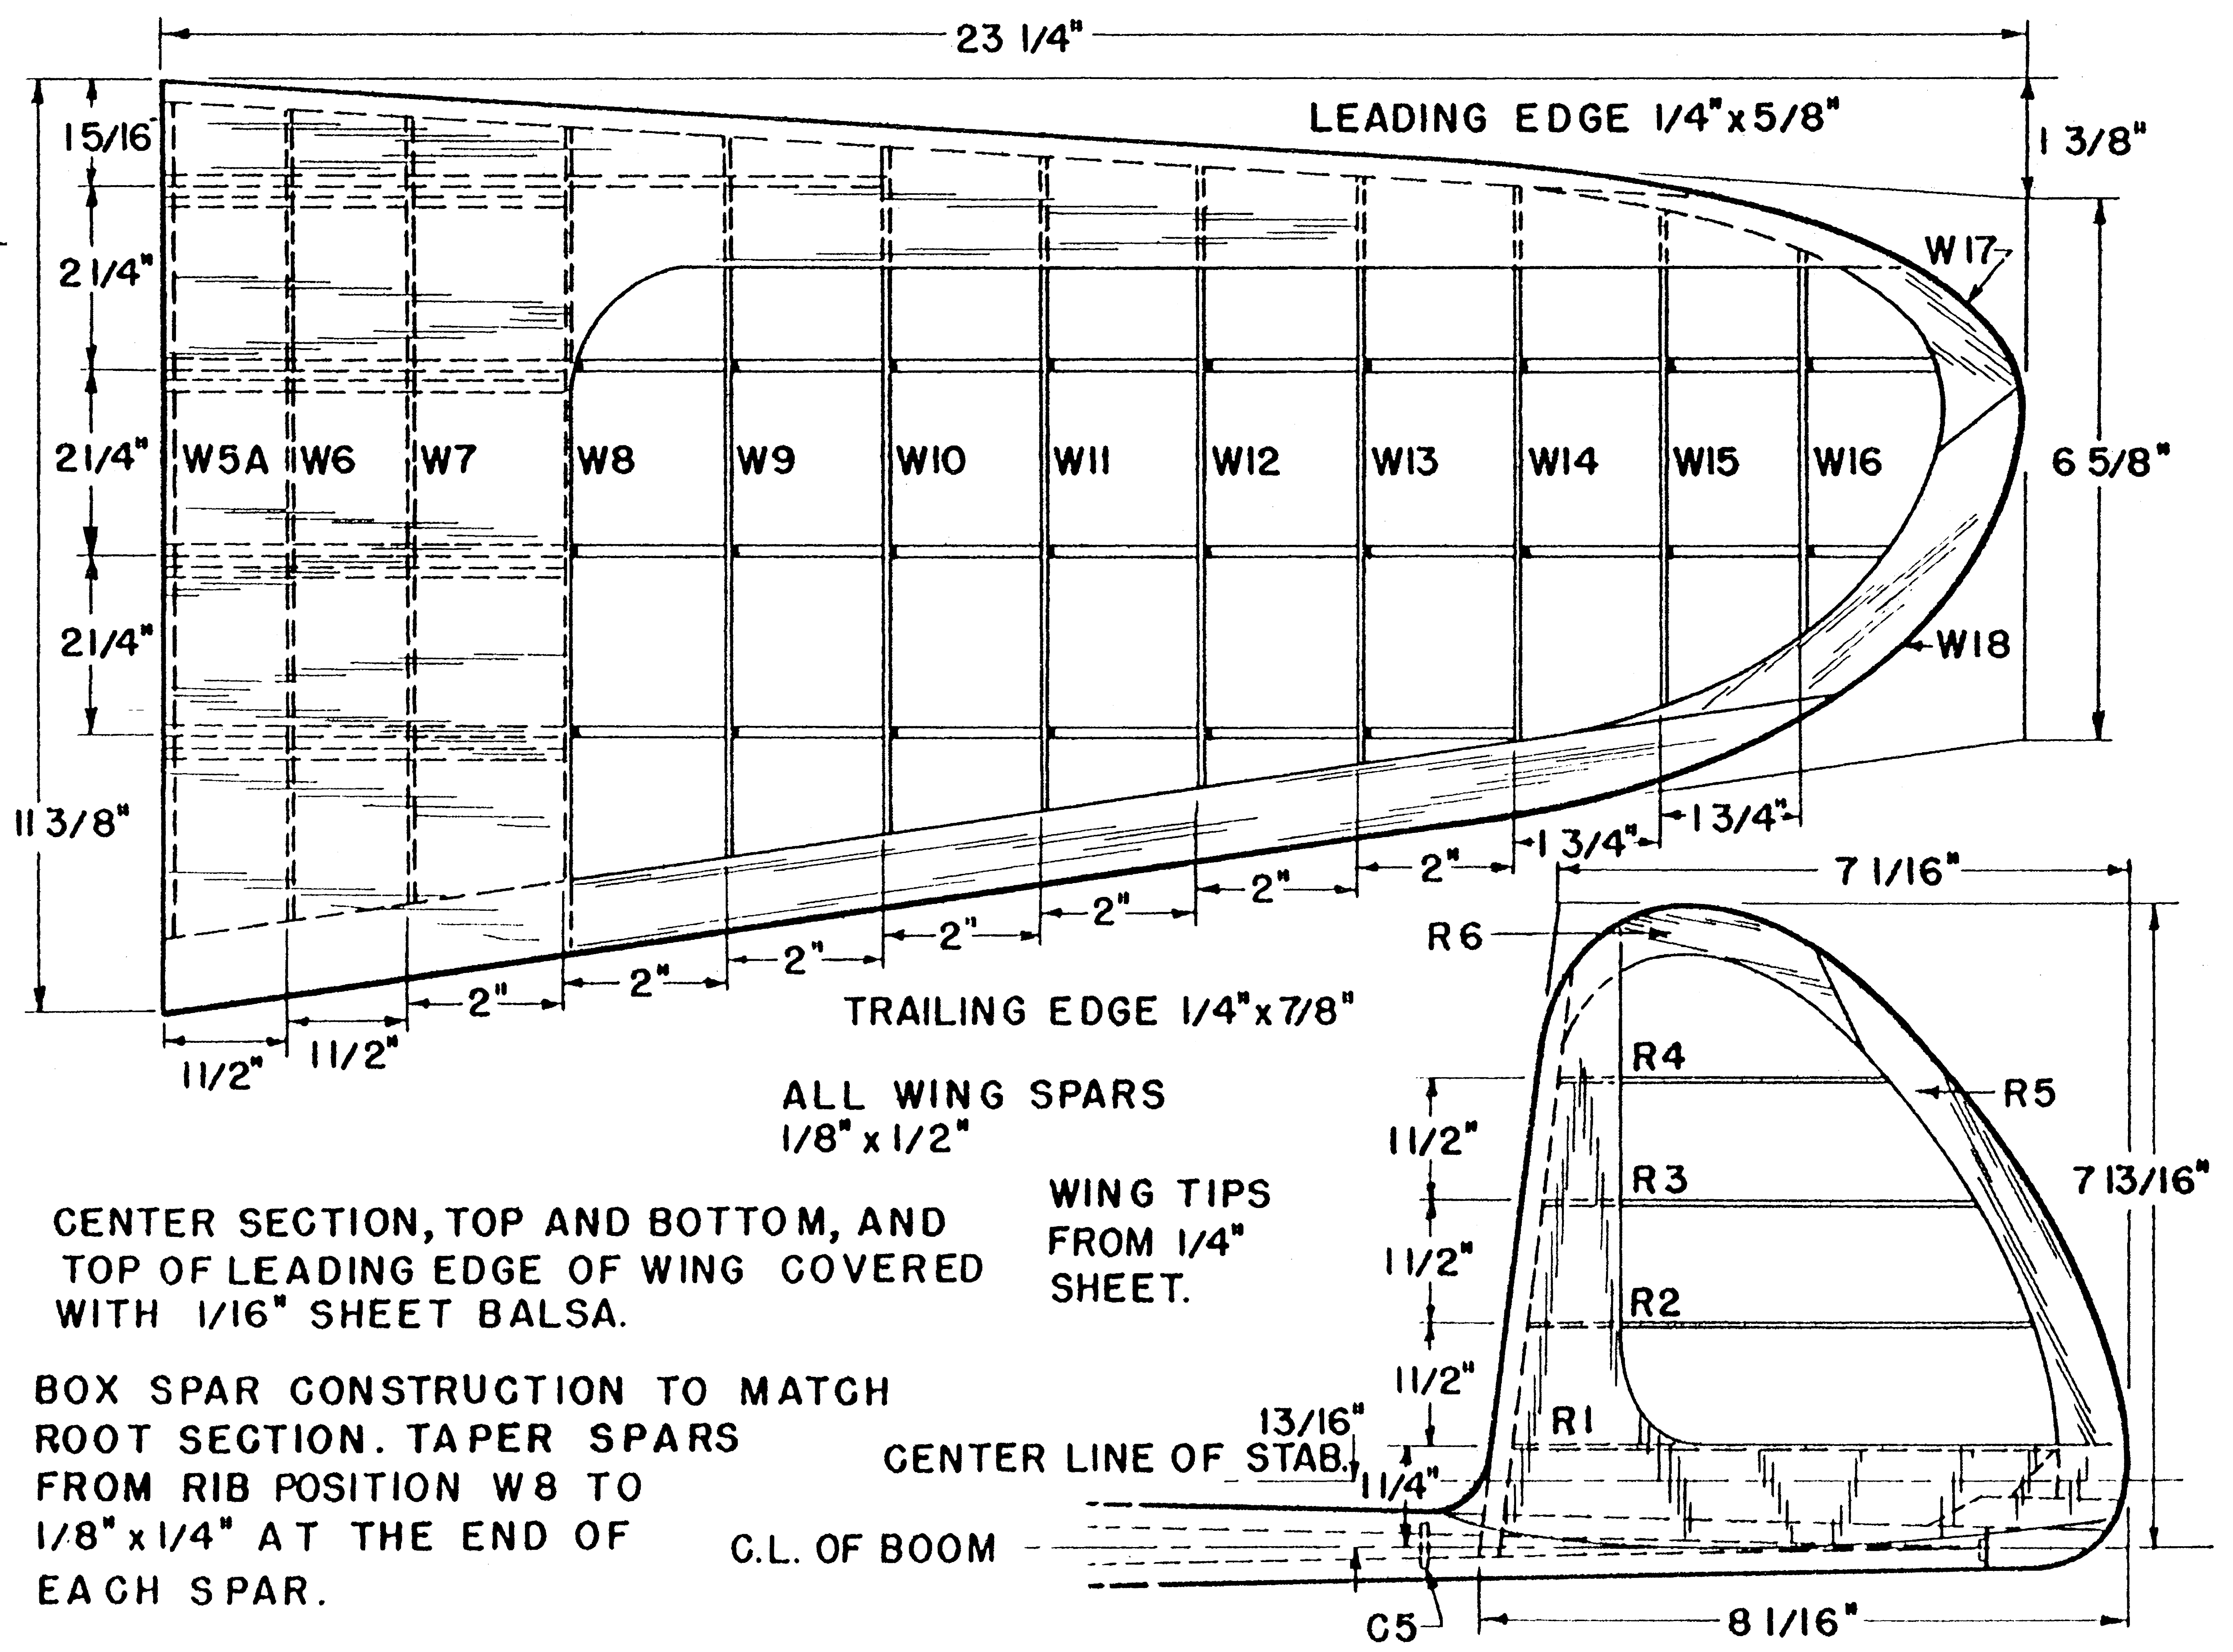 23 1/4"
LEADING EDGE 1/4"x5/8"
1 3/8"
15/16"
2 1/4"
2 1/4"
2 1/4"
11 3/8"
W17
W5A W6 W7 W8 W9 W10 W11 W12 W13 W14 W15 W16
6 5/8"
W18
1 1/2" 1 1/2" 2" 2" 2" 2" 2" 2" 2" 1 3/4" 1 3/4"
TRAILING EDGE 1/4"x7/8"
ALL WING SPARS
1/8"x1/2"
WING TIPS
FROM 1/4"
SHEET.
CENTER SECTION, TOP AND BOTTOM, AND
TOP OF LEADING EDGE OF WING COVERED
WITH 1/16" SHEET BALSA.
BOX SPAR CONSTRUCTION TO MATCH
ROOT SECTION. TAPER SPARS
FROM RIB POSITION W8 TO
1/8"x1/4" AT THE END OF
EACH SPAR.
7 1/16"
R6
R4
R5
1 1/2"
R3
7 13/16"
1 1/2"
R2
1 1/2"
R1
13/16"
CENTER LINE OF STAB.
1 1/4"
C.L. OF BOOM
C5
8 1/16"